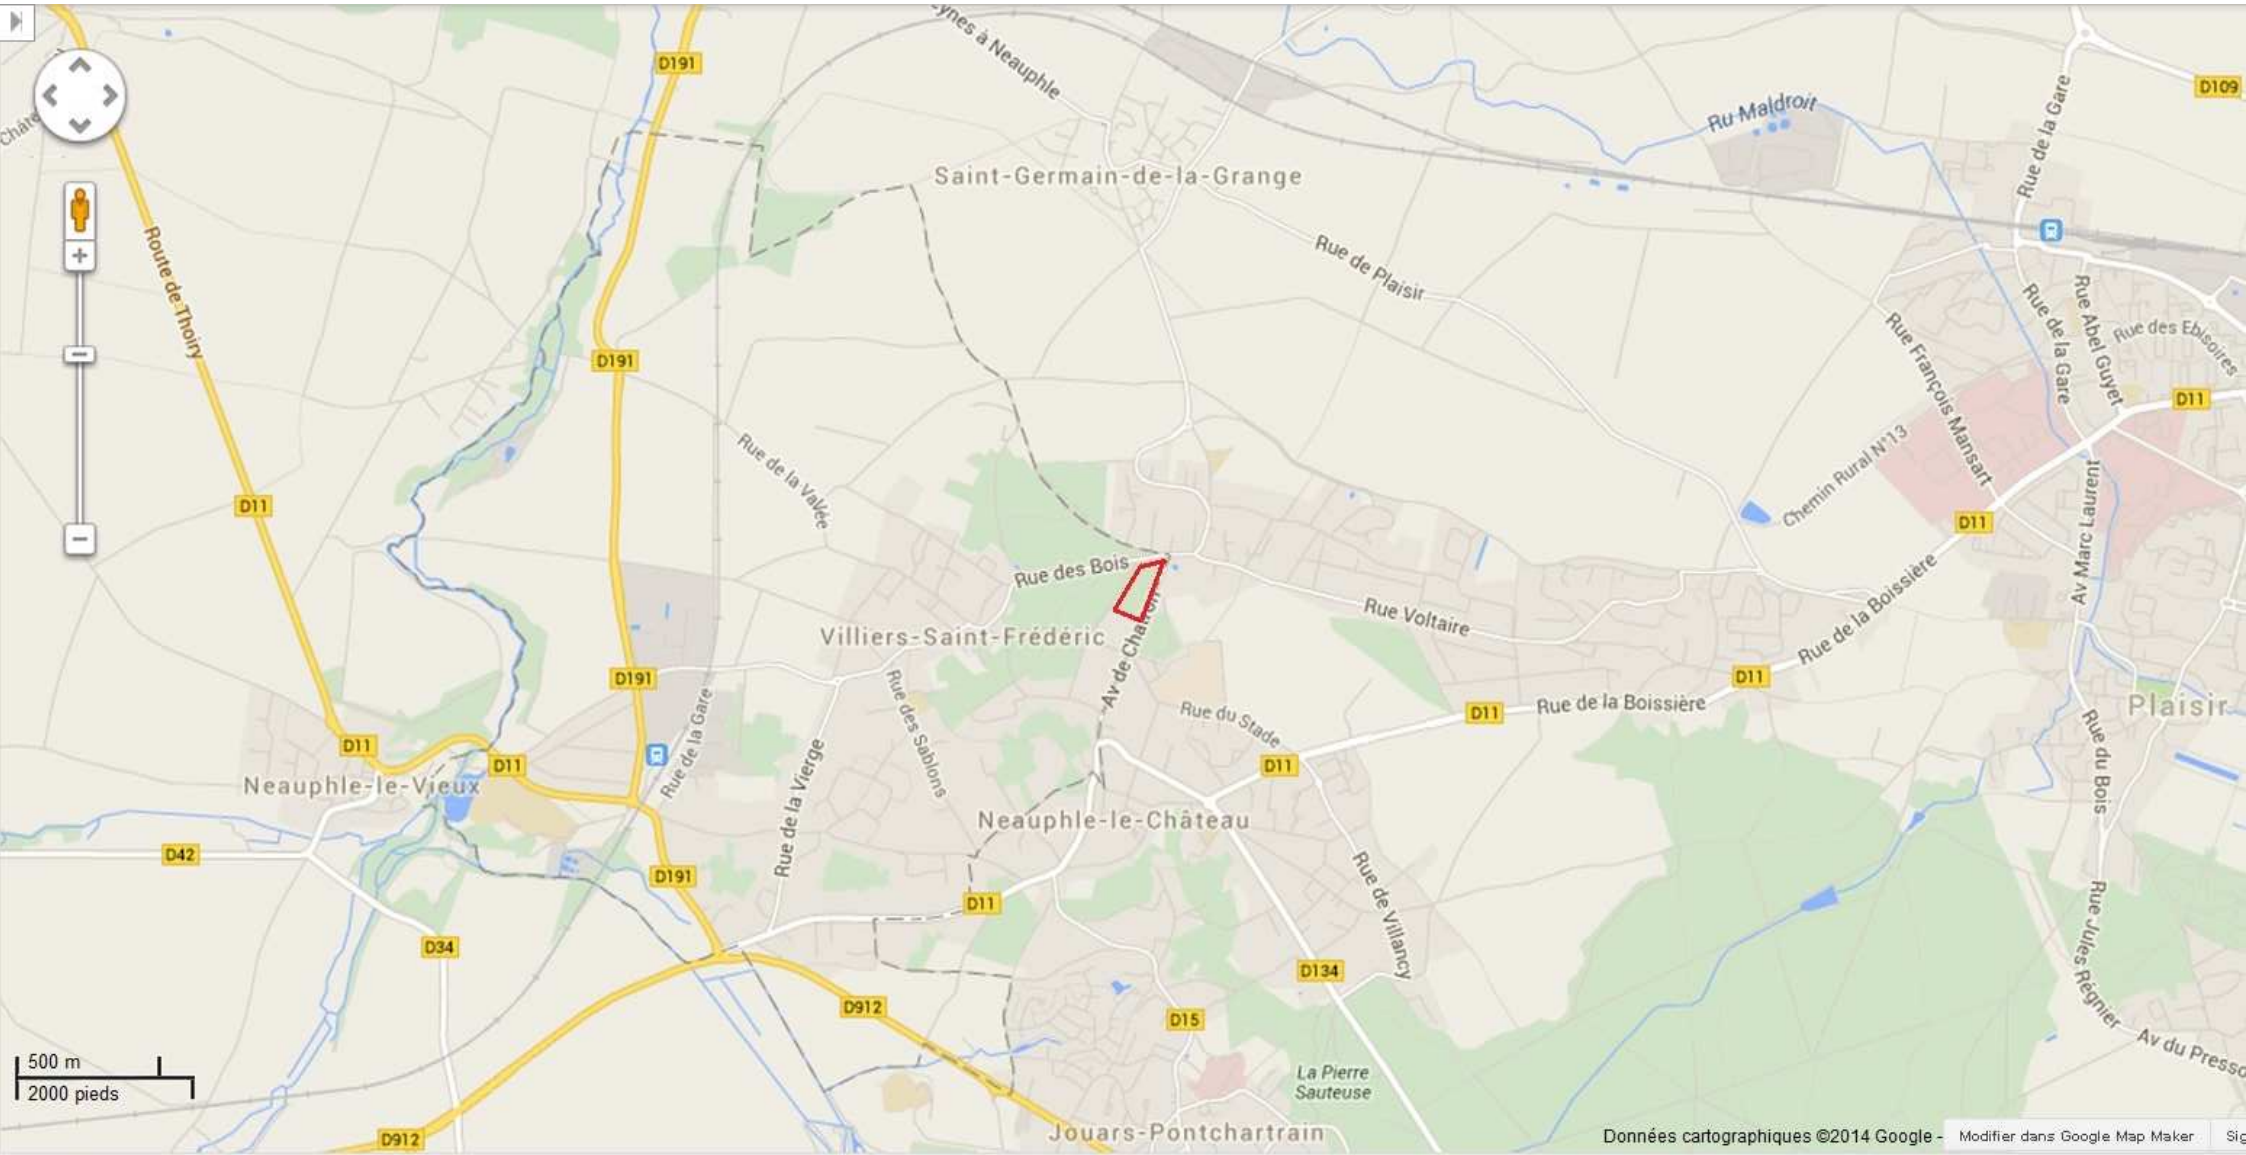 ynes à Neauphle
D191
D109
Châte
Ru Maldroit
Rue de la Gare
Saint-Germain-de-la-Grange
Route de Thoiry
Rue de Plaisir
Rue de la Gare
Rue Abel Guyet
Rue des Ebisoires
Rue François Mansart
D191
D11
Rue de la Vallée
Chemin Rural N°13
D11
D11
Av Marc Laurent
Rue des Bois
Rue de la Boissière
Rue Voltaire
Villiers-Saint-Frédéric
D191
Av de Cha
D11
Rue des Sablons
Rue de la Gare
Rue du Stade
D11
Rue de la Boissière
Plaisir
D11
D11
Rue de la Vierge
D11
Rue du Bois
Neauphle-le-Vieux
Neauphle-le-Château
D42
D191
Rue de Villancy
D11
Rue Jules Régnier
D34
D134
D912
D15
Av du Presso
500 m
2000 pieds
La Pierre
Sauteuse
D912
Jouars-Pontchartrain
Données cartographiques ©2014 Google - Modifier dans Google Map Maker Sig